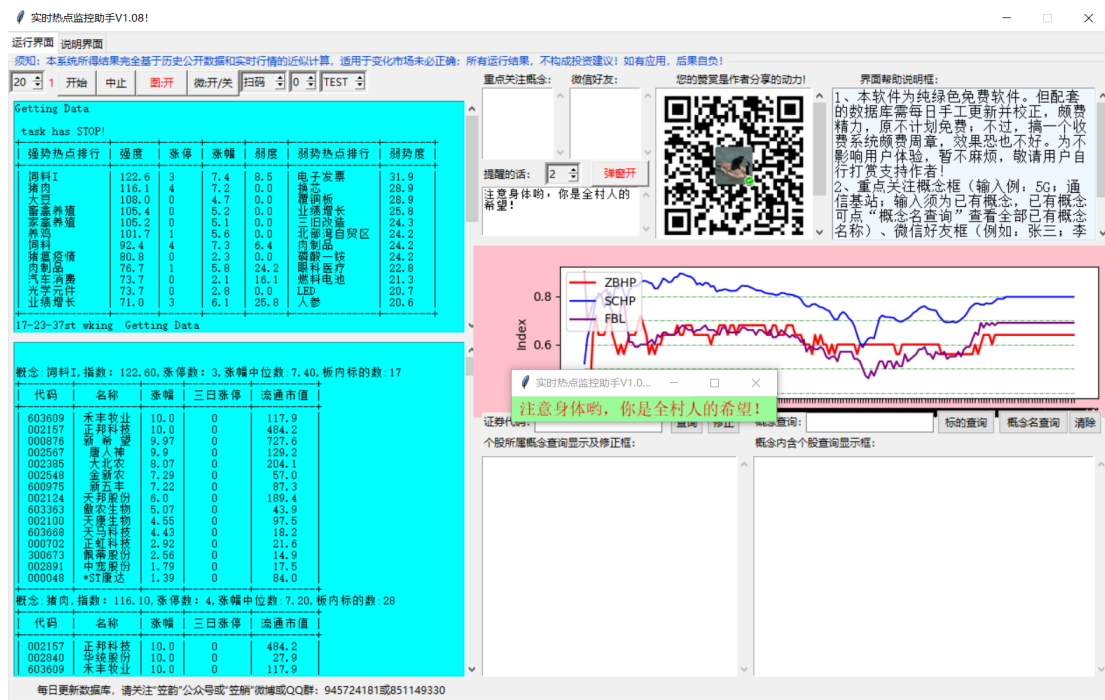 实时热点监控助手V1.08!
运行界面 说明界面
须知: 本系统所得结果完全基于历史公开数据和实时行情的近似计算, 适用于变化市场未必正确; 所有运行结果, 不构成投资建议! 如有应用, 后果自负!
20 1 开始 中止 图:开 微:开/关 扫码 0 TEST
Getting Data
task has STOP!
强势热点排行 强度 涨停 涨幅 弱度 弱势热点排行 弱势度
饲料I 122.6 3 7.4 8.5 电子发票 31.9
猪肉 116.1 4 7.2 0.0 换芯 28.9
大豆 108.0 0 4.7 0.0 覆铜板 28.9
畜禽养殖 105.4 0 5.2 0.0 业绩增长 25.8
家禽养殖 105.2 0 5.1 0.0 三旧改造 24.3
养鸡 101.7 1 5.6 0.0 北部湾自贸区 24.2
饲料 92.4 4 7.3 6.4 肉制品 24.2
猪瘟疫情 80.8 0 2.3 0.0 磷酸一铵 24.2
肉制品 76.7 1 5.8 24.2 眼科医疗 22.8
汽车消费 73.7 0 2.1 16.1 燃料电池 21.3
光学元件 73.7 0 2.8 0.0 LED 20.7
业绩增长 71.0 3 6.1 25.8 人参 20.6
17-23-37st wking Getting Data
概念:饲料I,指数: 122.60,涨停数: 3,涨幅中位数:7.40,板内标的数:17
代码 名称 涨幅 三日涨停 流通市值
603609 禾丰牧业 10.0 0 117.9
002157 正邦科技 10.0 0 484.2
000876 新 希 望 9.97 0 727.6
002567 唐人神 9.9 0 129.2
002385 大北农 8.07 0 204.1
002548 金新农 7.29 0 57.0
600975 新五丰 7.22 0 87.3
002124 天邦股份 6.0 0 189.4
603363 傲农生物 5.07 0 43.9
002100 天康生物 4.55 0 97.5
603668 天马科技 4.43 0 18.2
000702 正虹科技 2.92 0 21.6
300673 佩蒂股份 2.56 0 14.9
002891 中宠股份 1.79 0 17.5
000048 *ST康达 1.39 0 84.0
概念:猪肉,指数: 116.10,涨停数: 4,涨幅中位数:7.20,板内标的数:28
代码 名称 涨幅 三日涨停 流通市值
002157 正邦科技 10.0 0 484.2
002840 华统股份 10.0 0 27.9
603609 禾丰牧业 10.0 0 117.9
每日更新数据库, 请关注“笠韵”公众号或“笠艄”微博或QQ群: 945724181或851149330
重点关注概念: 微信好友: 您的赞赏是作者分享的动力! 界面帮助说明框:
提醒的话: 2 弹窗开
注意身体哟, 你是全村人的
希望!
1、本软件为纯绿色免费软件。但配套
的数据库需每日手工更新并校正, 颇费
精力, 原不计划免费; 不过, 搞一个收
费系统颇费周章, 效果恐也不好。为不
影响用户体验, 暂不麻烦, 敬请用户自
行打赏支持作者!
2、重点关注概念框 (输入例: 5G; 通
信基站; 输入须为已有概念, 已有概念
可点“概念名查询”查看全部已有概念
名称)、微信好友框 (例如: 张三; 李
ZBHP
SCHP
FBL
Index
0.8
0.6
实时热点监控助手V1.0...
注意身体哟, 你是全村人的希望!
证券代码: 查询 修正 概念查询: 标的查询 概念名查询 清除
个股所属概念查询显示及修正框: 概念内含个股查询显示框: